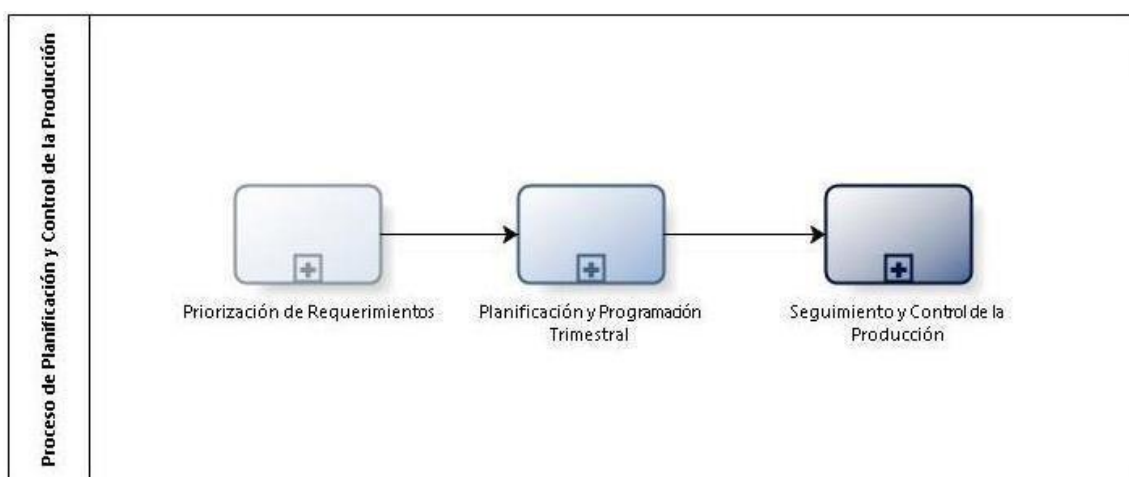 Proceso de Planificación y Control de la Producción
Priorización de Requerimientos
Planificación y Programación
Trimestral
Seguimiento y Control de la
Producción